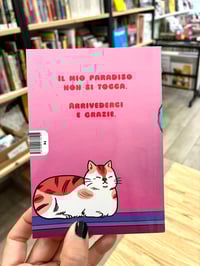 IL MIO PARADISO
NON SI TOCCA.
ARRIVEDERCI
E GRAZIE.